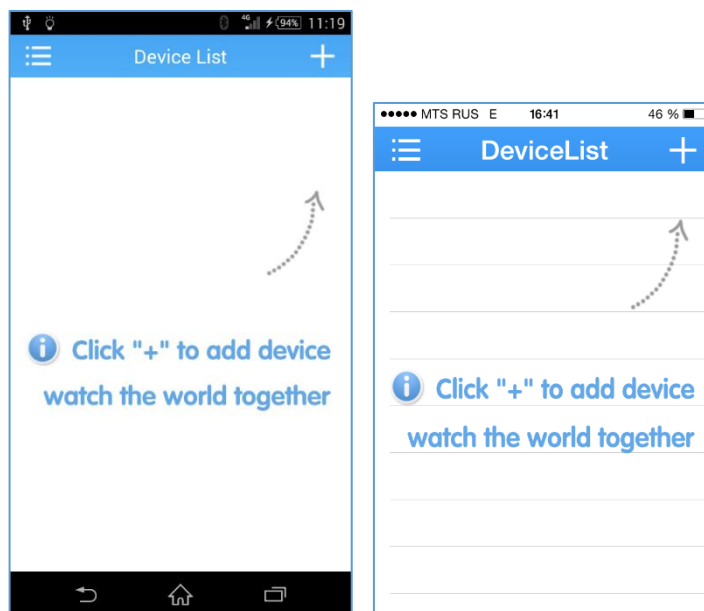 4G 94% 11:19
Device List
Click "+" to add device
watch the world together
MTS RUS E 16:41 46 %
DeviceList
Click "+" to add device
watch the world together